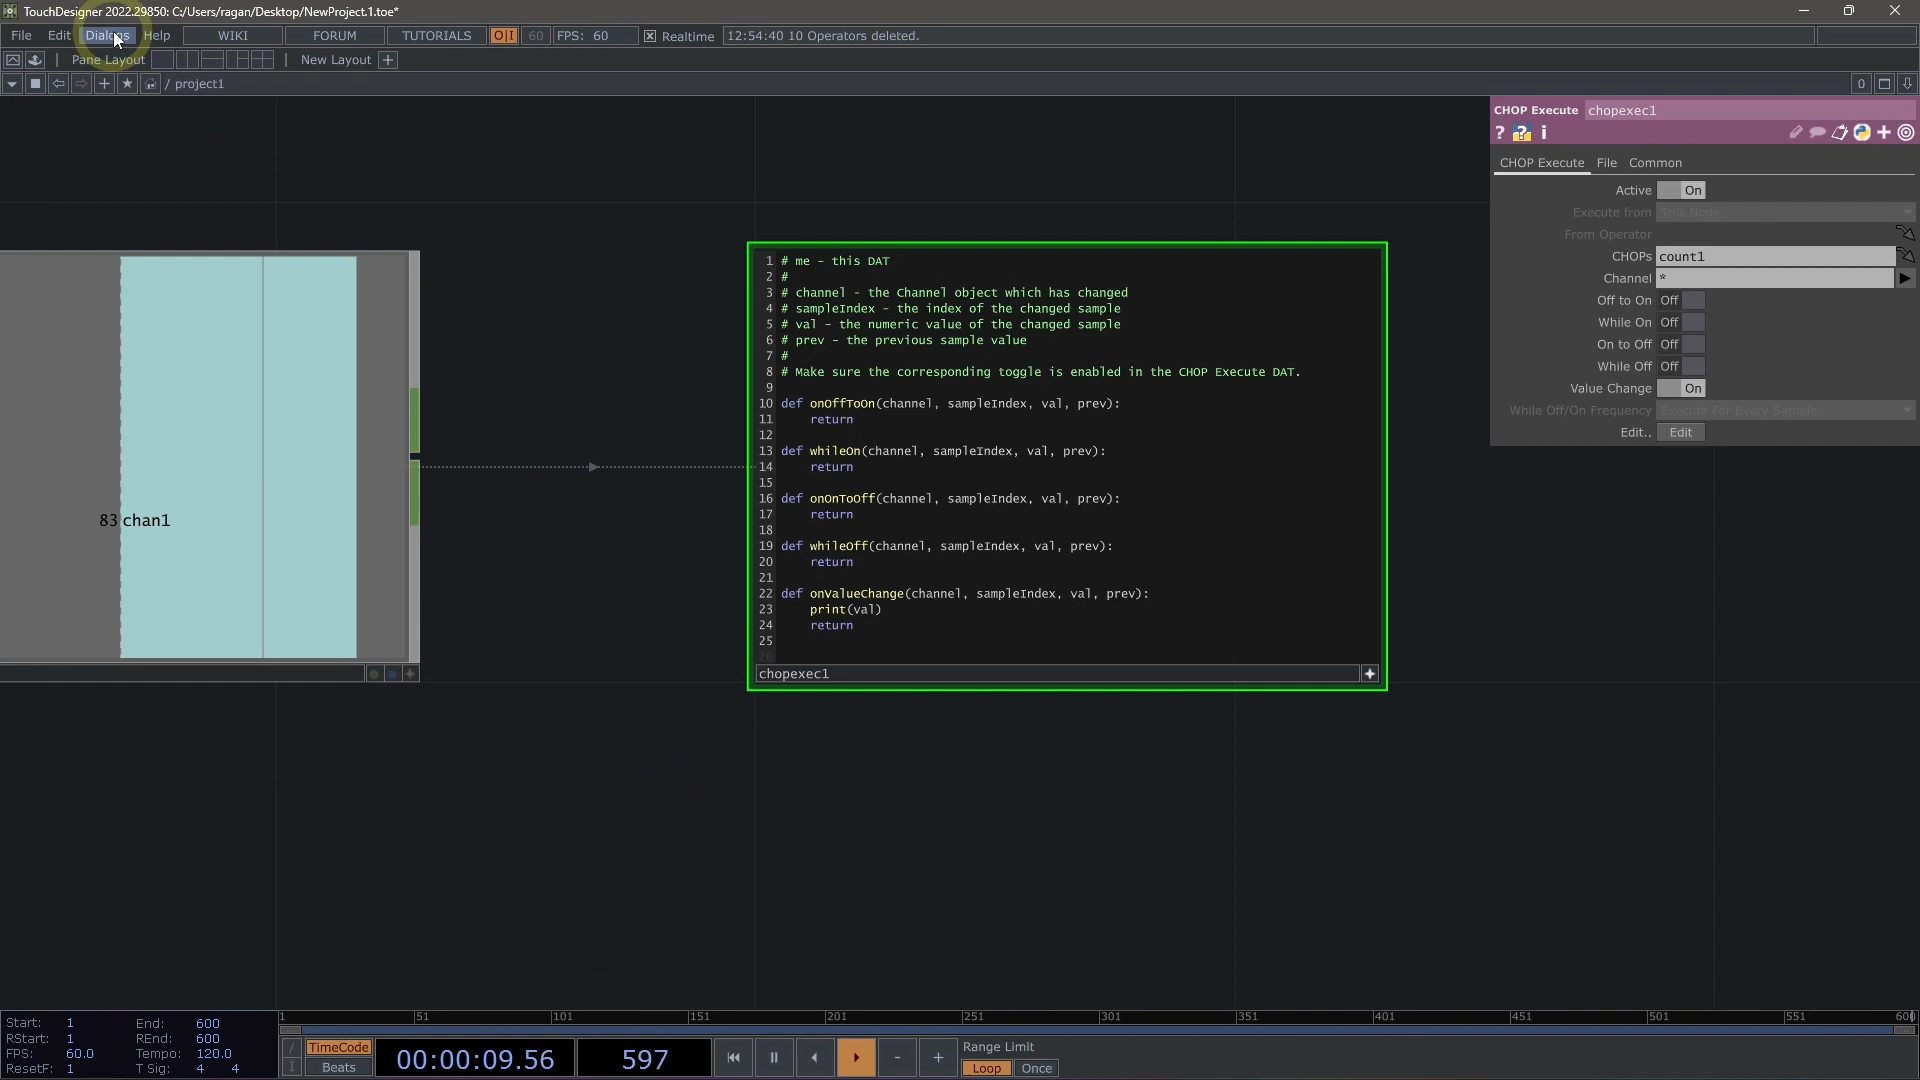 TouchDesigner 2022.29850: C:/Users/ragan/Desktop/NewProject.1.toe*
File Edit Dialogs Help WIKI FORUM TUTORIALS O|I 60 FPS: 60 Realtime 12:54:40 10 Operators deleted.
Pane Layout New Layout +
/ project1 0
CHOP Execute chopexec1
? ? i
CHOP Execute File Common
Active On
Execute from This Node
From Operator
CHOPs count1
Channel *
Off to On Off
While On Off
On to Off Off
While Off Off
Value Change On
While Off/On Frequency Execute For Every Sample
Edit.. Edit
83 chan1
1 # me - this DAT
2 #
3 # channel - the Channel object which has changed
4 # sampleIndex - the index of the changed sample
5 # val - the numeric value of the changed sample
6 # prev - the previous sample value
7 #
8 # Make sure the corresponding toggle is enabled in the CHOP Execute DAT.
9
10 def onOffToOn(channel, sampleIndex, val, prev):
11 return
12
13 def whileOn(channel, sampleIndex, val, prev):
14 return
15
16 def onOnToOff(channel, sampleIndex, val, prev):
17 return
18
19 def whileOff(channel, sampleIndex, val, prev):
20 return
21
22 def onValueChange(channel, sampleIndex, val, prev):
23 print(val)
24 return
25
26
chopexec1
1 51 101 151 201 251 301 351 401 451 501 551 600
Start: 1 End: 600
RStart: 1 REnd: 600
FPS: 60.0 Tempo: 120.0
ResetF: 1 T Sig: 4 4
/ TimeCode
I Beats
00:00:09.56 597 - +
Range Limit
Loop Once